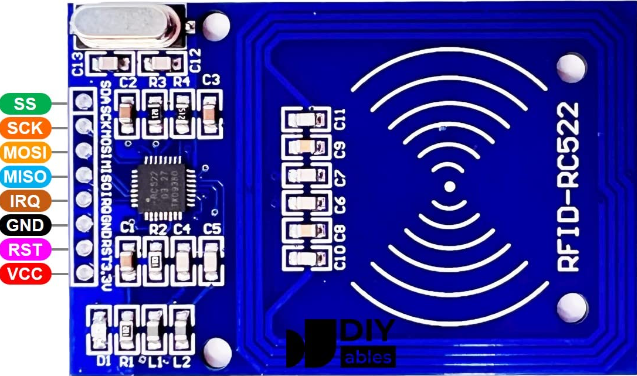 C13
C12
C2
R3
R4
C3
SS
SCK
MOSI
MISO
IRQ
GND
RST
VCC
SDA
SCK
MOSI
MISO
IRQ
GND
RST
3.3V
RC522
C1
R2
C4
C5
D1
R1
L1
L2
C11
C9
C7
C6
C8
C10
RFID-RC522
DIY
ables